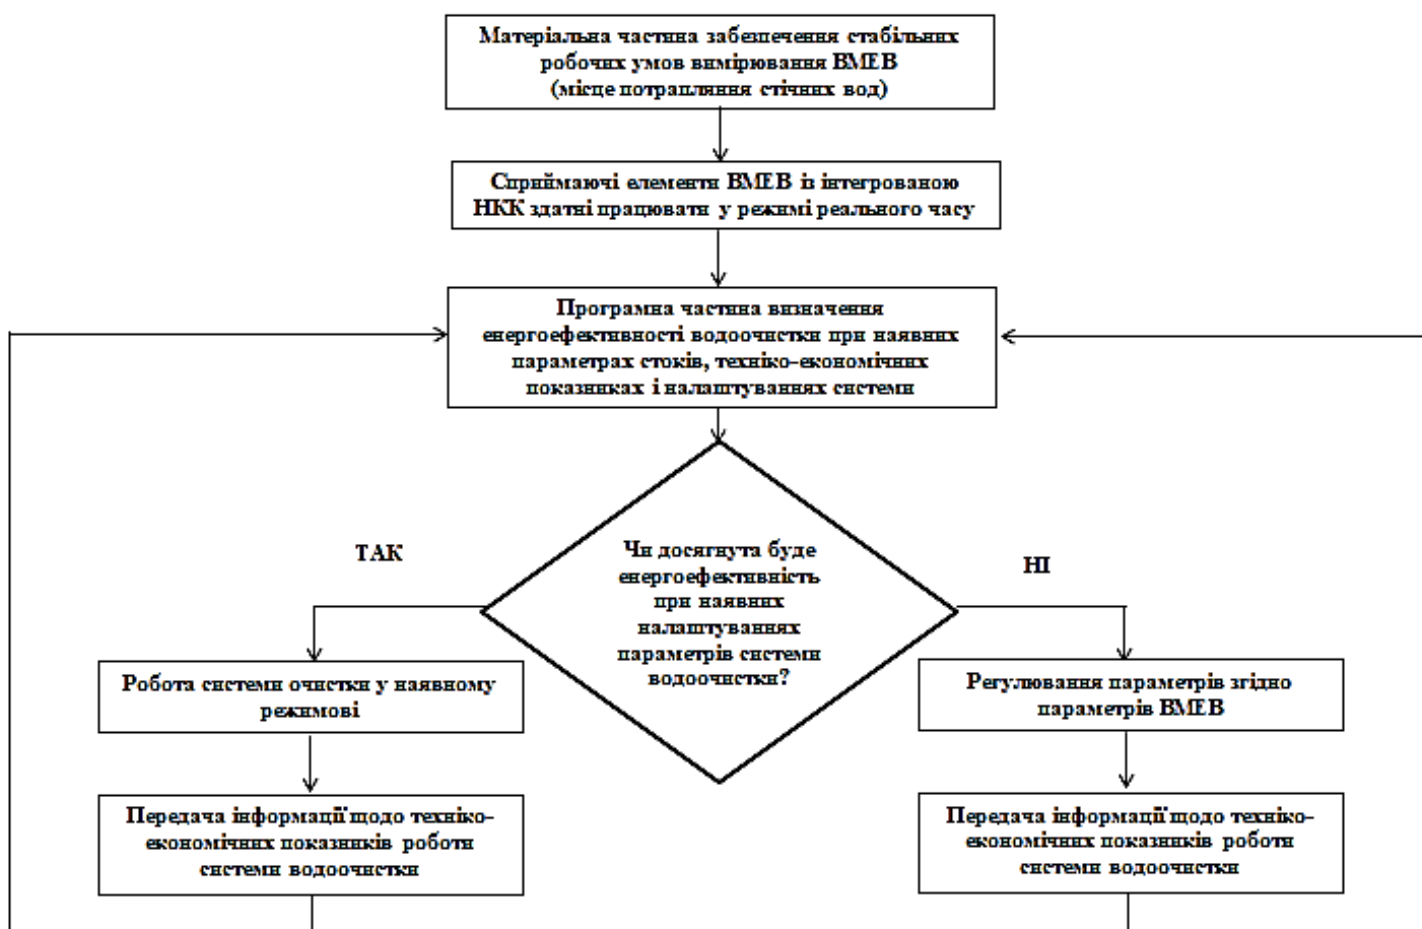 Матеріальна частина забезпечення стабільних
робочих умов вимірювання ВМЕВ
(місце потрапляння стічних вод)
Сприймаючі елементи ВМЕВ із інтегрованою
НКК здатні працювати у режимі реального часу
Програмна частина визначення
енергоефективності водоочистки при наявних
параметрах стоків, техніко-економічних
показниках і налаштуваннях системи
ТАК
Чи досягнута буде
енергоефективність
при наявних
налаштуваннях
параметрів системи
водоочистки?
НІ
Робота системи очистки у наявному
режимові
Регулювання параметрів згідно
параметрів ВМЕВ
Передача інформації щодо техніко-
економічних показників роботи
системи водоочистки
Передача інформації щодо техніко-
економічних показників роботи
системи водоочистки